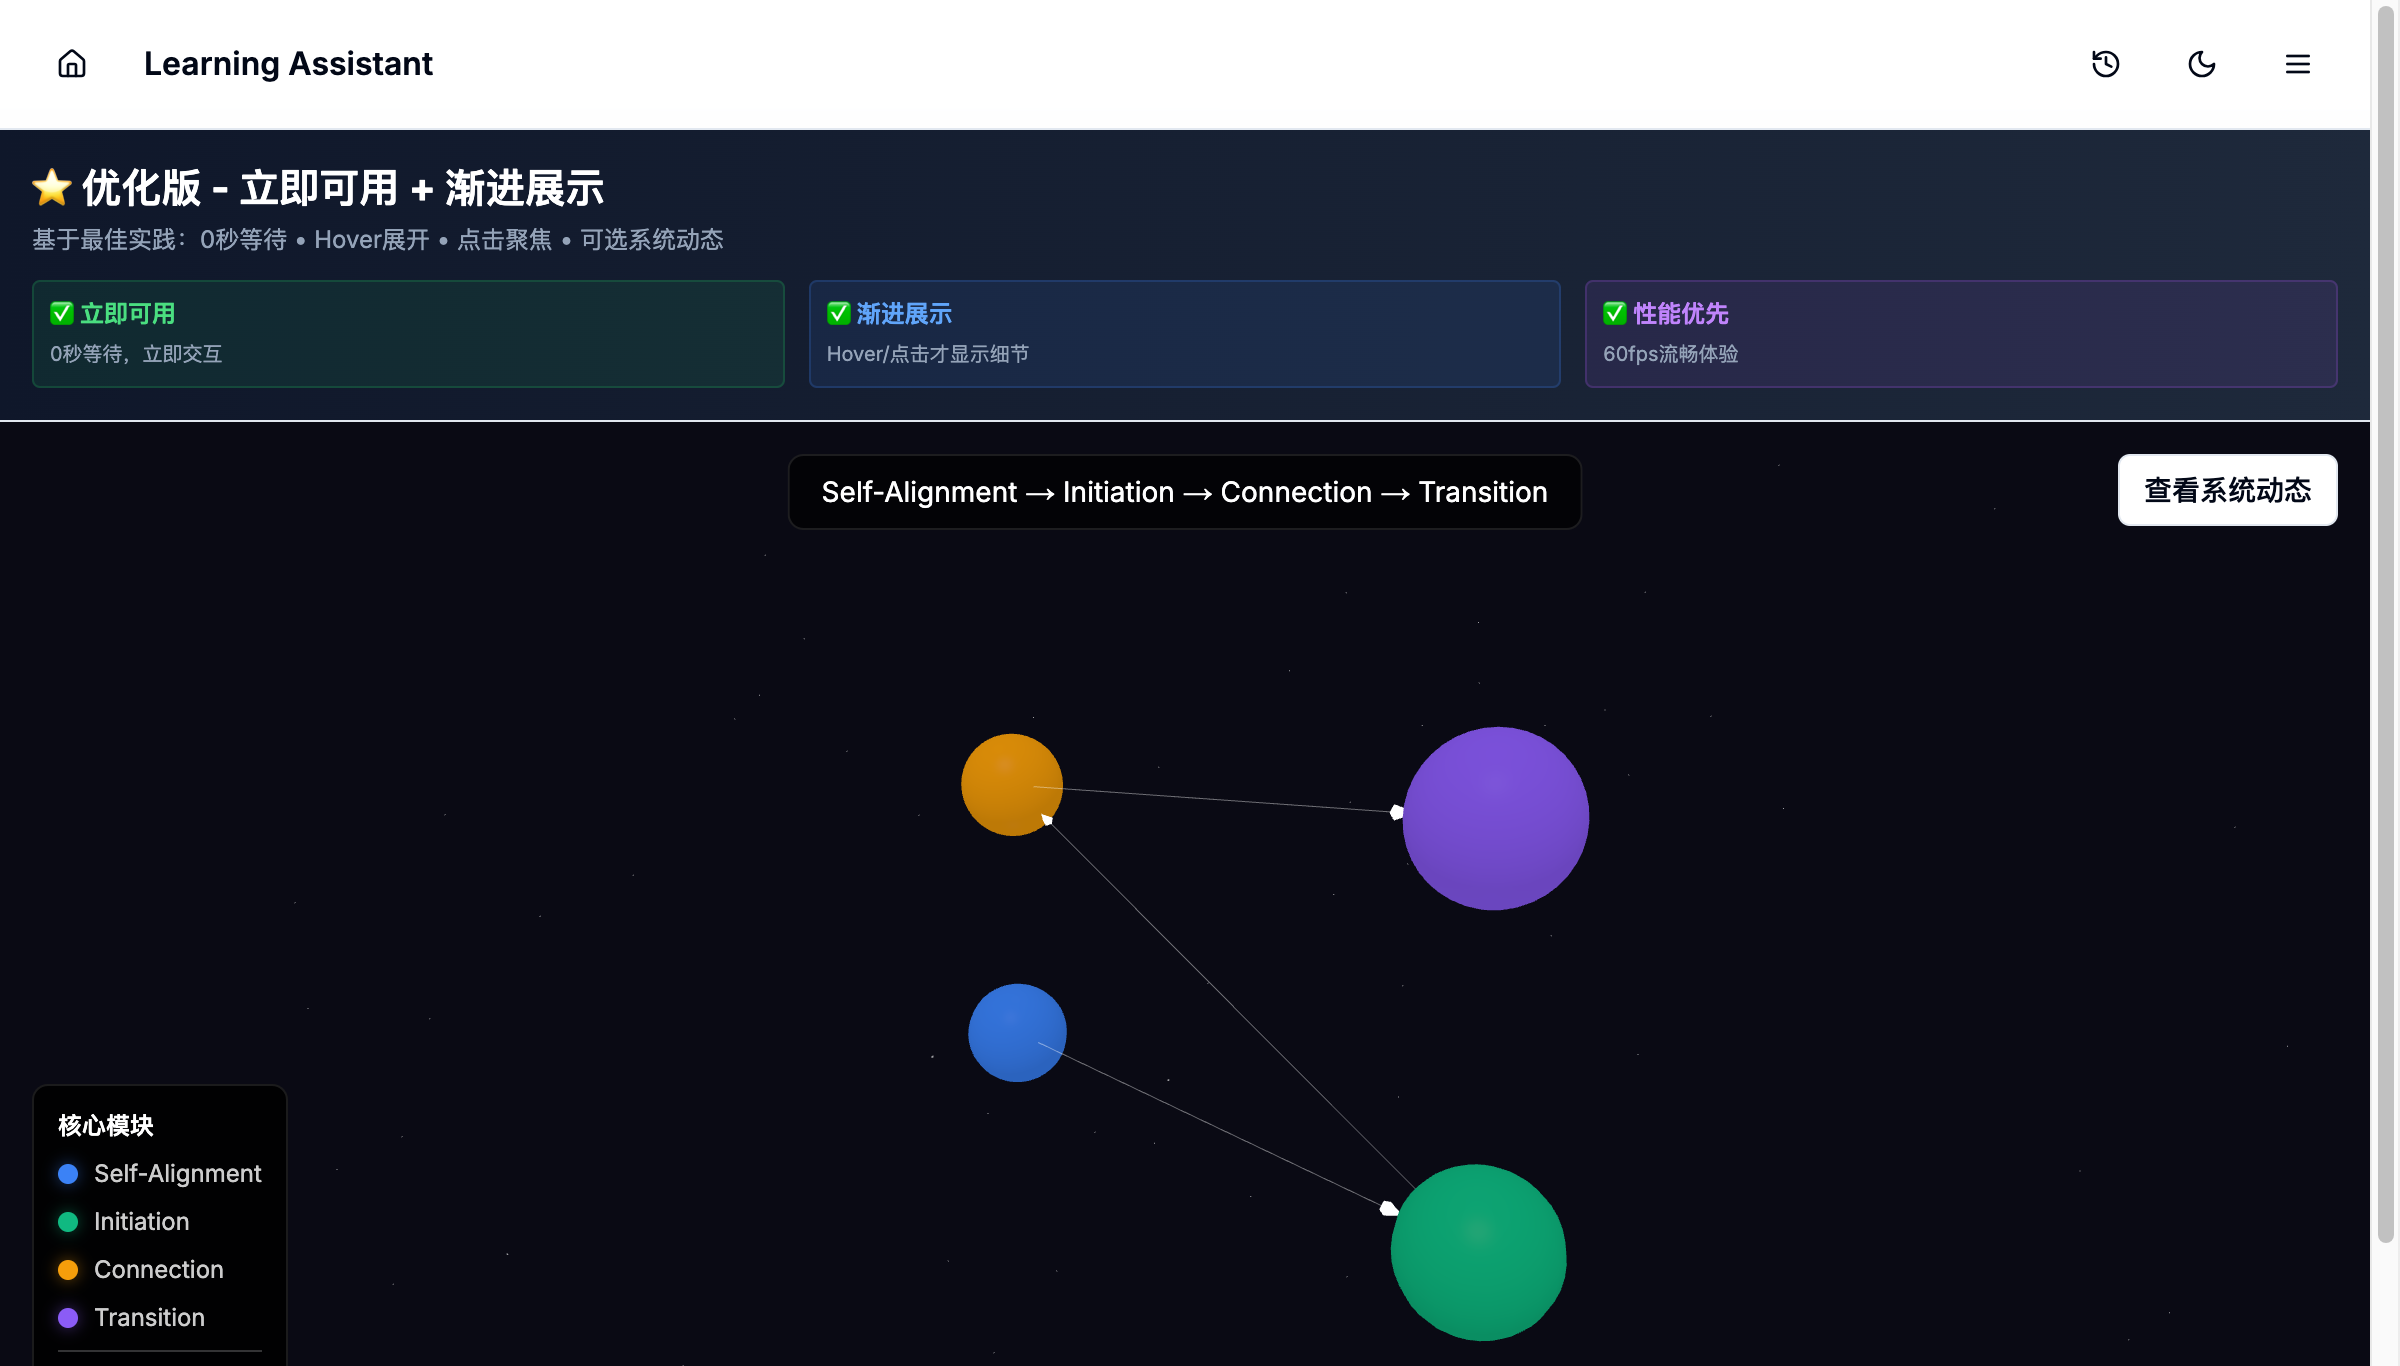 Learning Assistant
⭐ 优化版 - 立即可用 + 渐进展示
基于最佳实践：0秒等待 • Hover展开 • 点击聚焦 • 可选系统动态
✅ 立即可用
0秒等待，立即交互
✅ 渐进展示
Hover/点击才显示细节
✅ 性能优先
60fps流畅体验
Self-Alignment → Initiation → Connection → Transition
查看系统动态
核心模块
Self-Alignment
Initiation
Connection
Transition